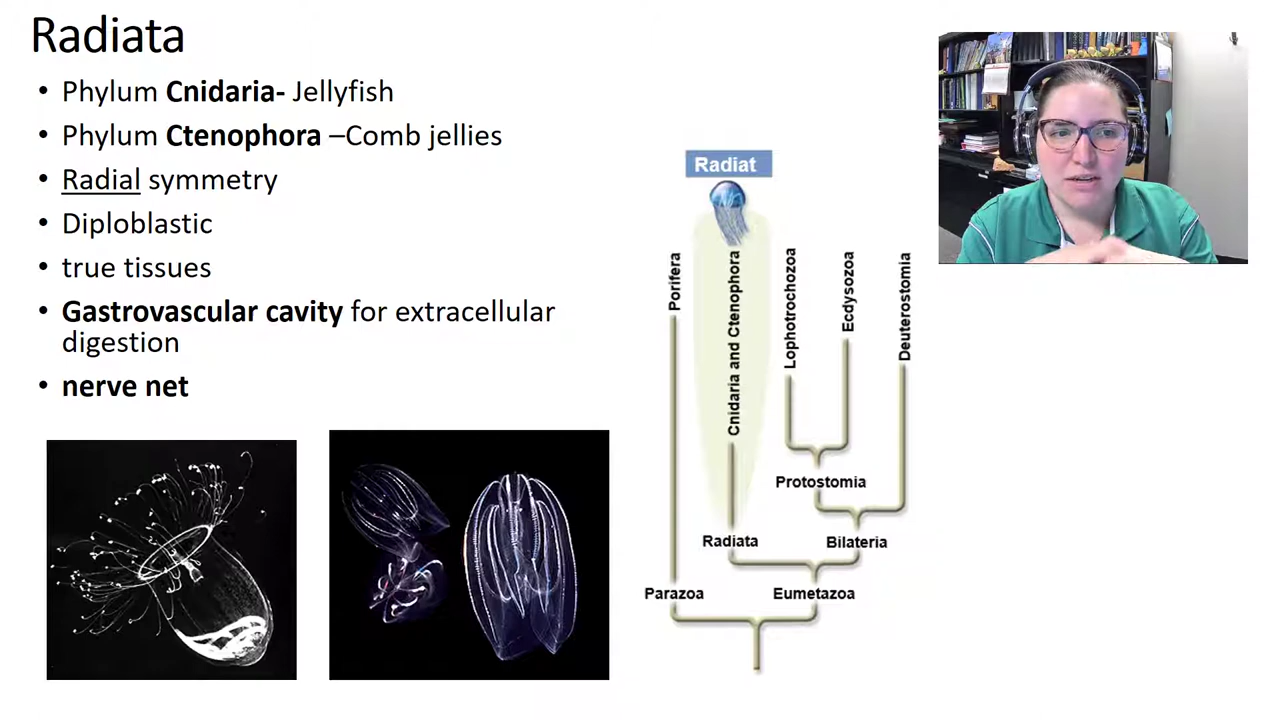 Radiata
• Phylum Cnidaria- Jellyfish
• Phylum Ctenophora –Comb jellies
• Radial symmetry
• Diploblastic
• true tissues
• Gastrovascular cavity for extracellular
digestion
• nerve net
Radiat
Porifera
Cnidaria and Ctenophora
Lophotrochozoa
Ecdysozoa
Deuterostomia
Protostomia
Radiata
Bilateria
Parazoa
Eumetazoa